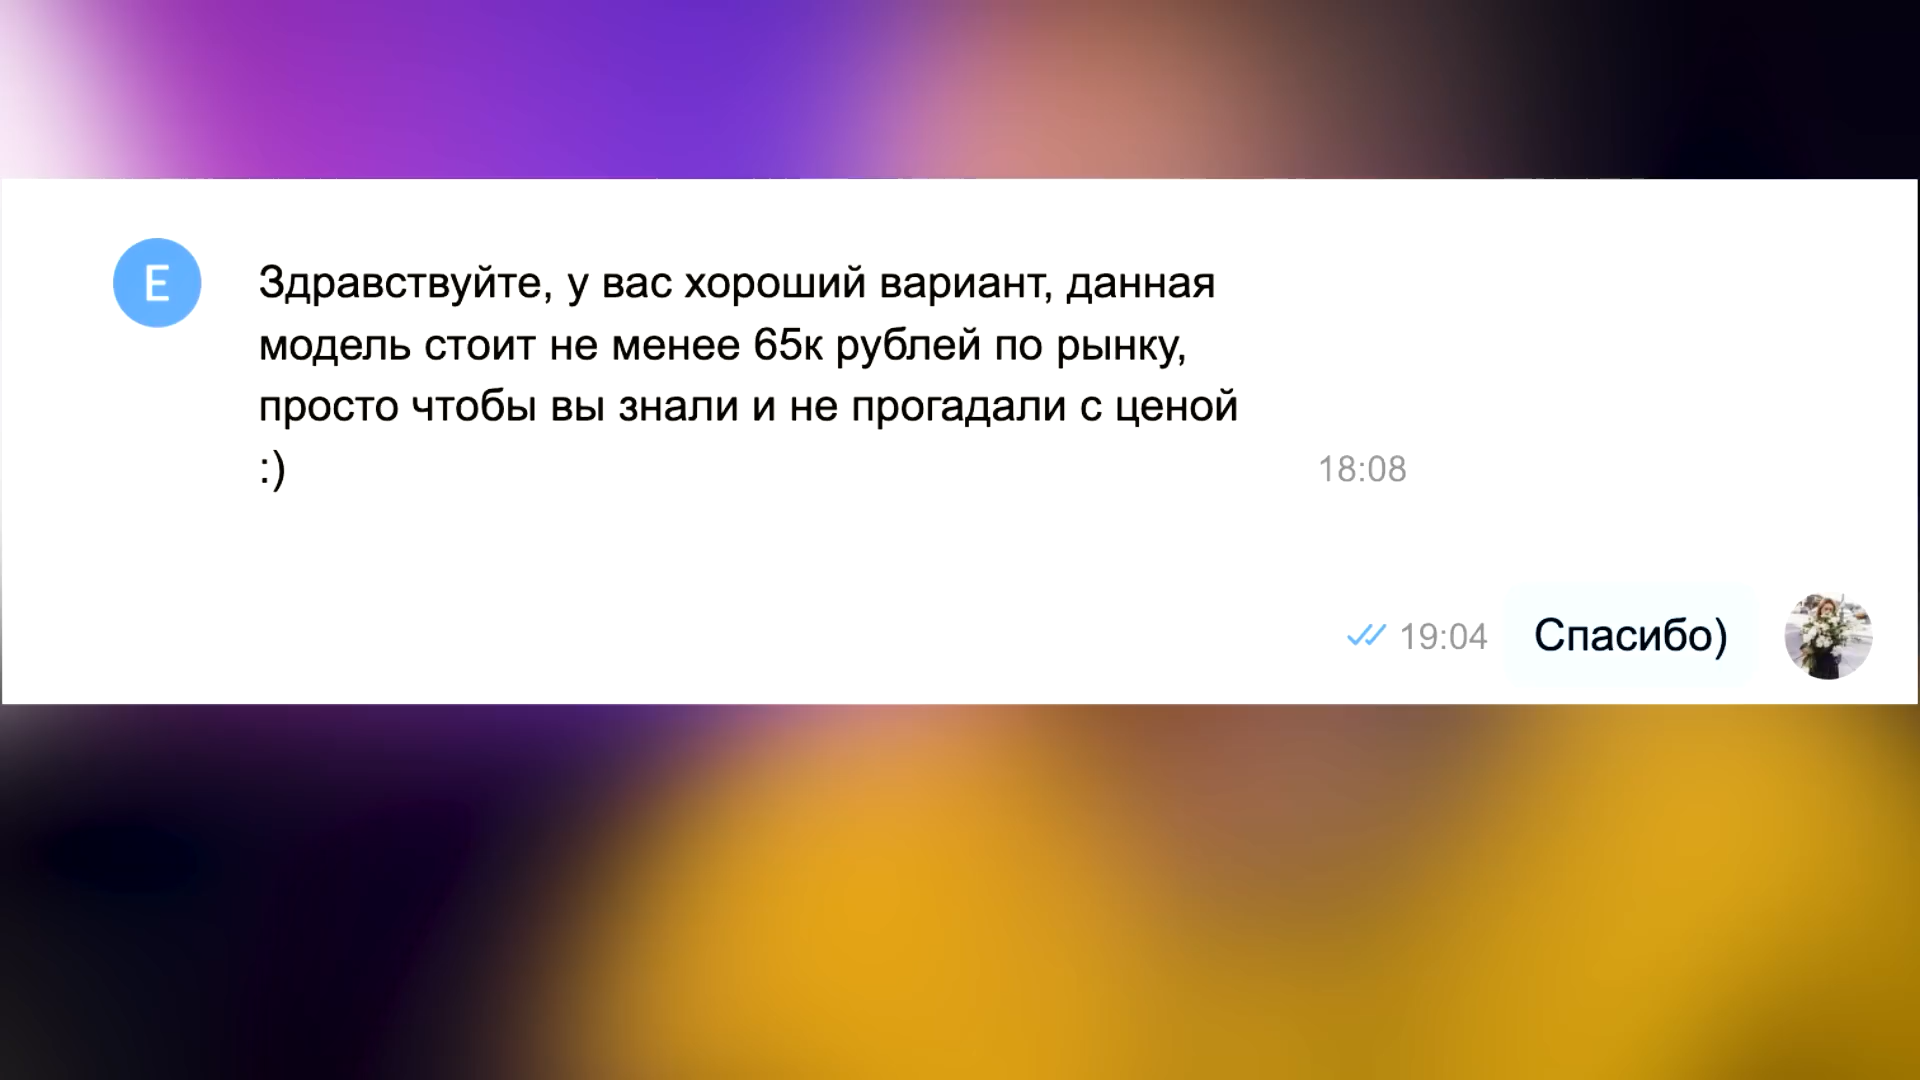 Е
Здравствуйте, у вас хороший вариант, данная
модель стоит не менее 65к рублей по рынку,
просто чтобы вы знали и не прогадали с ценой
:)
18:08
19:04
Спасибо)